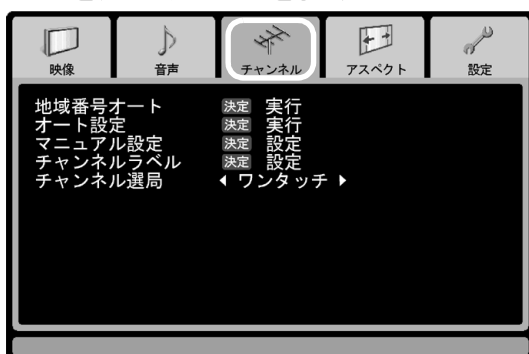 映像 音声 チャンネル アスペクト 設定
地域番号オート 決定 実行
オート設定 決定 実行
マニュアル設定 決定 設定
チャンネルラベル 決定 設定
チャンネル選局 ◀ ワンタッチ ▶